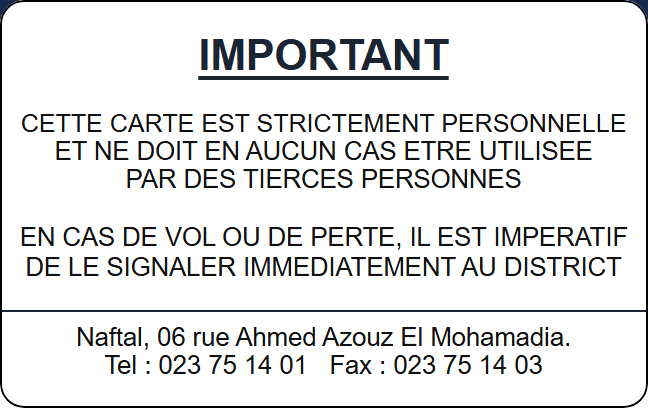 IMPORTANT
CETTE CARTE EST STRICTEMENT PERSONNELLE
ET NE DOIT EN AUCUN CAS ETRE UTILISEE
PAR DES TIERCES PERSONNES
EN CAS DE VOL OU DE PERTE, IL EST IMPERATIF
DE LE SIGNALER IMMEDIATEMENT AU DISTRICT
Naftal, 06 rue Ahmed Azouz El Mohamadia.
Tel : 023 75 14 01 Fax : 023 75 14 03